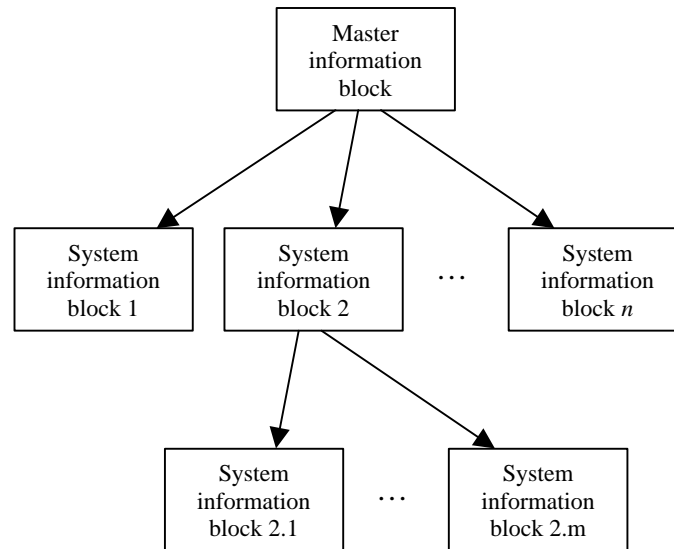 Master
information
block
System
information
block 1
System
information
block 2
...
System
information
block n
System
information
block 2.1
...
System
information
block 2.m